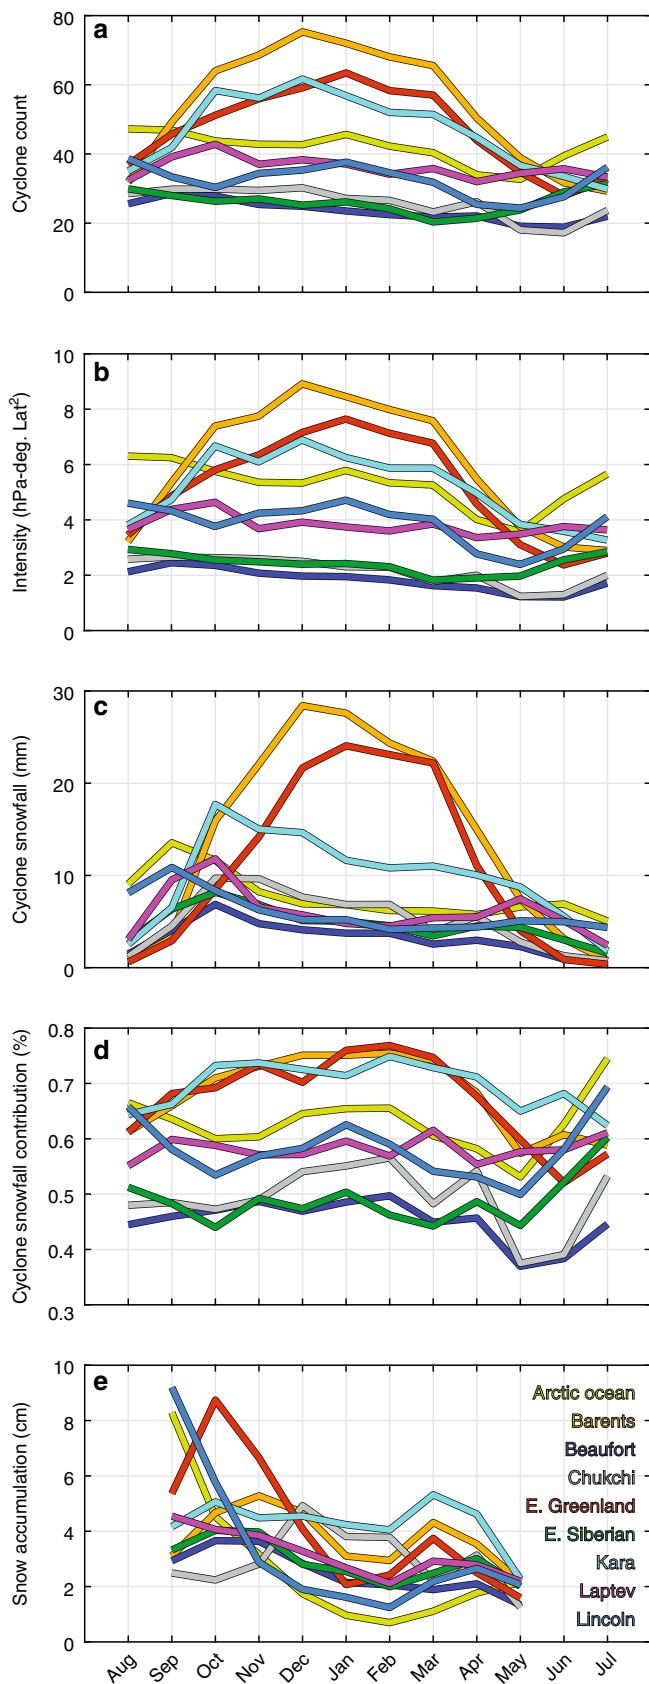 a
80
60
40
20
0
Cyclone count
b
10
8
6
4
2
0
Intensity (hPa-deg. Lat²)
c
30
20
10
0
Cyclone snowfall (mm)
d
0.8
0.7
0.6
0.5
0.4
0.3
Cyclone snowfall contribution (%)
e
10
8
6
4
2
0
Snow accumulation (cm)
Arctic ocean
Barents
Beaufort
Chukchi
E. Greenland
E. Siberian
Kara
Laptev
Lincoln
Aug Sep Oct Nov Dec Jan Feb Mar Apr May Jun Jul